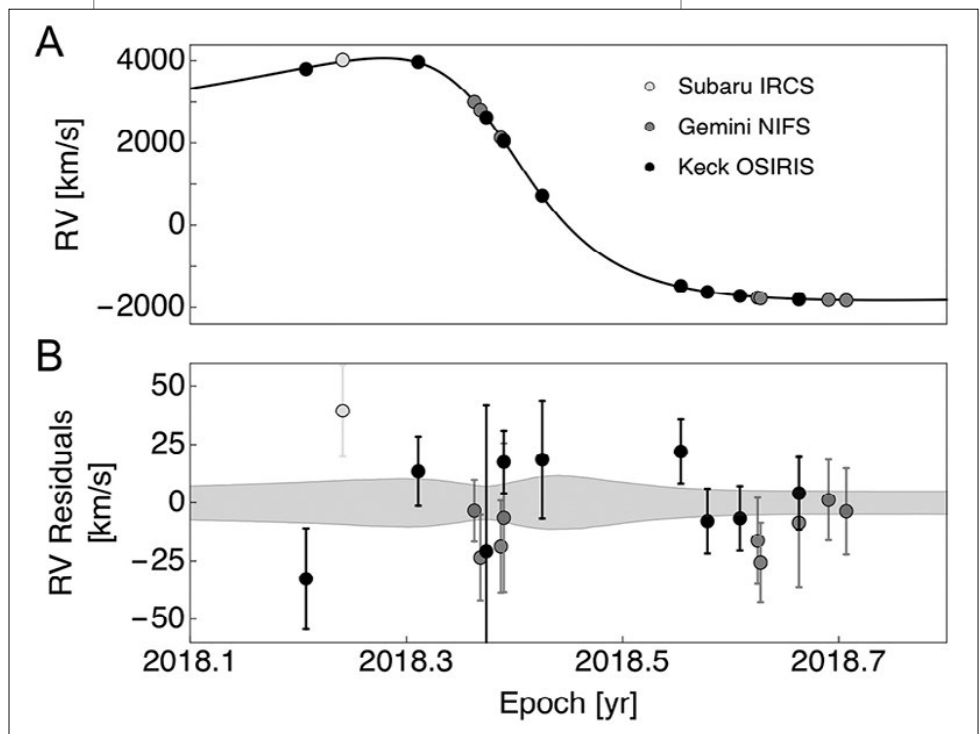 A
RV [km/s]
4000
2000
0
−2000
Subaru IRCS
Gemini NIFS
Keck OSIRIS
B
RV Residuals
[km/s]
50
25
0
−25
−50
2018.1 2018.3 2018.5 2018.7
Epoch [yr]